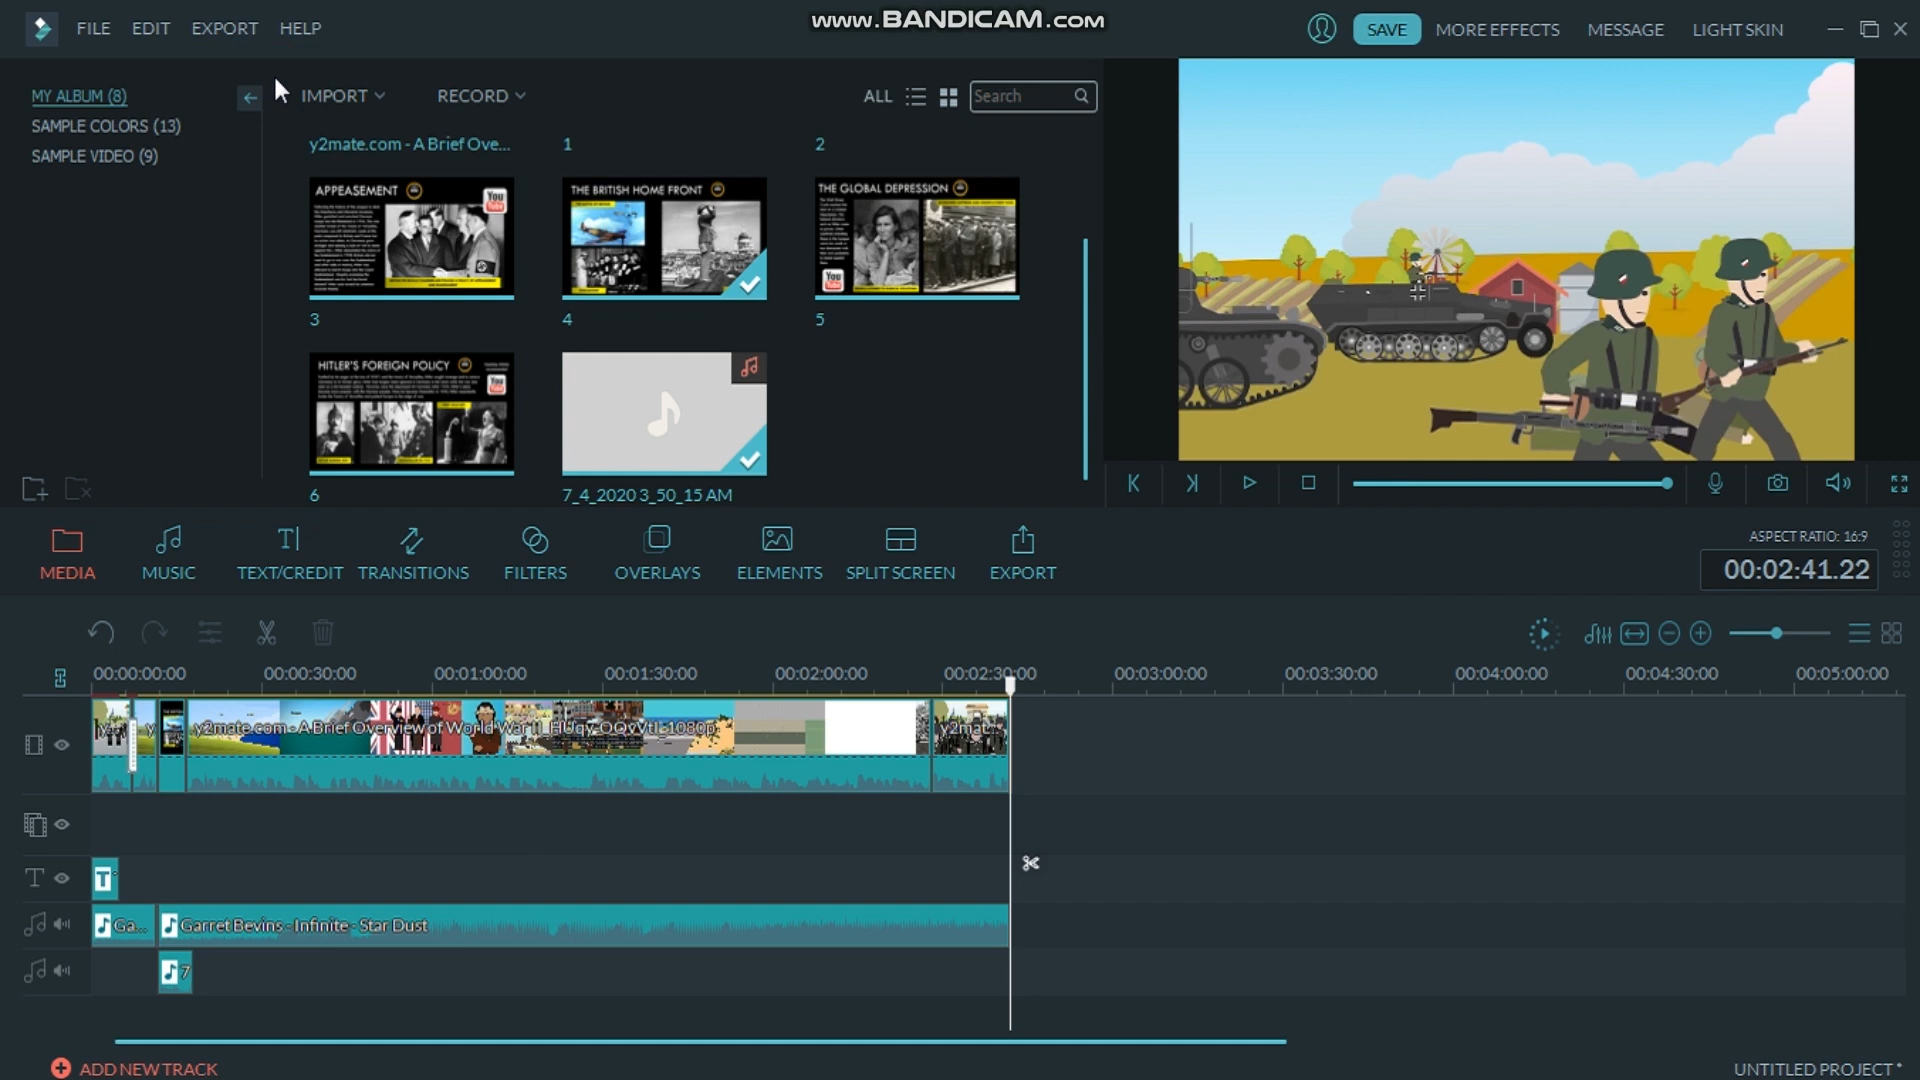 FILE EDIT EXPORT HELP
www.BANDICAM.com
SAVE MORE EFFECTS MESSAGE LIGHT SKIN
MY ALBUM (8)
SAMPLE COLORS (13)
SAMPLE VIDEO (9)
IMPORT RECORD ALL Search
y2mate.com - A Brief Ove... 1 2
APPEASEMENT
You
THE BRITISH HOME FRONT
THE GLOBAL DEPRESSION
You
3 4 5
HITLER'S FOREIGN POLICY
You
6 7_4_2020 3_50_15 AM
MEDIA MUSIC TEXT/CREDIT TRANSITIONS FILTERS OVERLAYS ELEMENTS SPLIT SCREEN EXPORT
ASPECT RATIO: 16:9
00:02:41.22
00:00:00:00 00:00:30:00 00:01:00:00 00:01:30:00 00:02:00:00 00:02:30:00 00:03:00:00 00:03:30:00 00:04:00:00 00:04:30:00 00:05:00:00
y2mate.com - A Brief Overview of World War II_HUqy-OQvVtI_1080p
y2mat...
T
Ga... Garret Bevins - Infinite - Star Dust
7
ADD NEW TRACK
UNTITLED PROJECT *